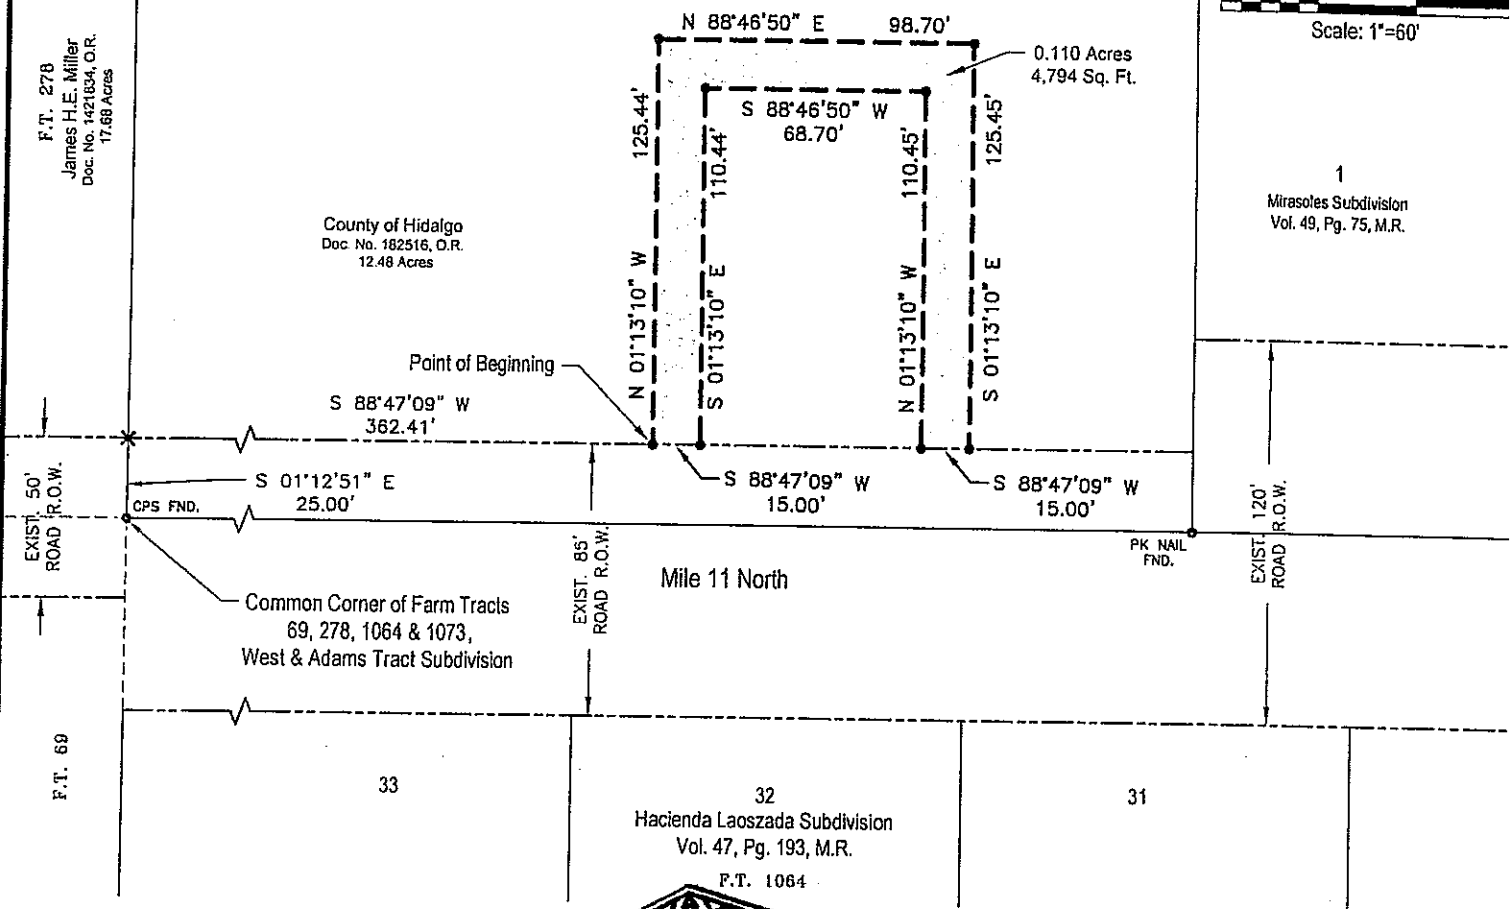 N 88°46'50" E 98.70'
Scale: 1"=60'
0.110 Acres
4,794 Sq. Ft.
F.T. 278
James H.E. Miller
Doc. No. 1421834, O.R.
17.68 Acres
S 88°46'50" W
68.70'
125.44'
110.44'
110.45'
125.45'
1
Mirasoles Subdivision
Vol. 49, Pg. 75, M.R.
County of Hidalgo
Doc. No. 182516, O.R.
12.48 Acres
N 01°13'10" W
S 01°13'10" E
N 01°13'10" W
S 01°13'10" E
Point of Beginning
S 88°47'09" W
362.41'
S 01°12'51" E
25.00'
S 88°47'09" W
15.00'
S 88°47'09" W
15.00'
CPS FND.
EXIST. 50'
ROAD R.O.W.
EXIST. 85'
ROAD R.O.W.
EXIST. 120'
ROAD R.O.W.
PK NAIL
FND.
Mile 11 North
Common Corner of Farm Tracts
69, 278, 1064 & 1073,
West & Adams Tract Subdivision
F.T. 69
33
32
Hacienda Laoszada Subdivision
Vol. 47, Pg. 193, M.R.
F.T. 1064
31